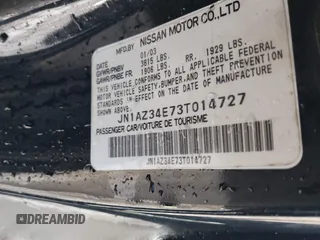 MFD.BY NISSAN MOTOR CO.,LTD
DATE 01/03
GVWR/PNBV 3815 LBS. RR. 1929 LBS.
GAWR/PNBE FR 1906 LBS.
THIS VEHICLE CONFORMS TO ALL APPLICABLE FEDERAL
MOTOR VEHICLE SAFETY, BUMPER, AND THEFT PREVENTION
STANDARDS IN EFFECT ON THE DATE OF
MANUFACTURE SHOWN ABOVE.
JN1AZ34E73T014727
PASSENGER CAR/VOITURE DE TOURISME
JN1AZ34E73T014727
DREAMBID